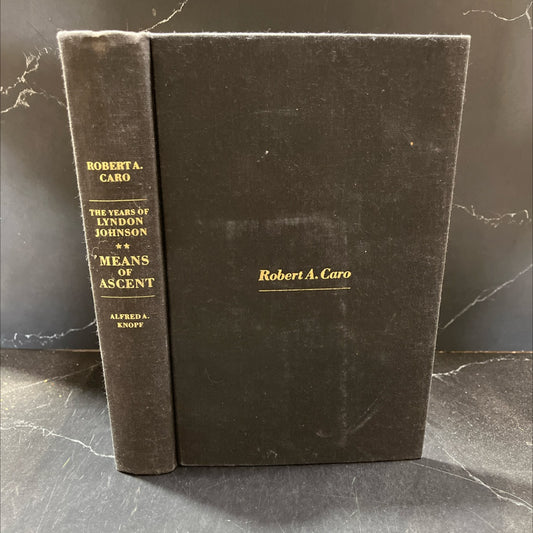 ROBERT A.
CARO
THE YEARS OF
LYNDON
JOHNSON
★★
MEANS
OF
ASCENT
ALFRED A.
KNOPF
Robert A. Caro